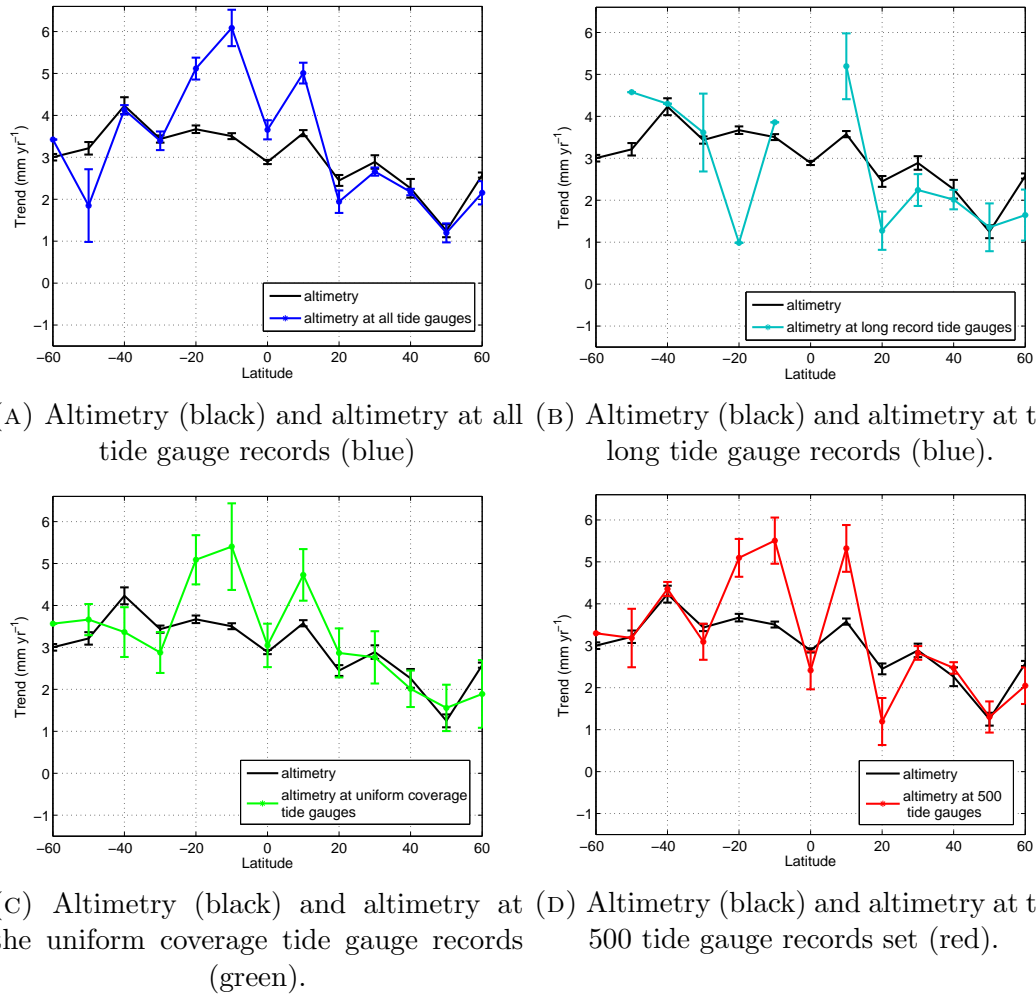 6
5
4
3
2
1
0
−1
Trend (mm yr⁻¹)
altimetry
altimetry at all tide gauges
−60 −40 −20 0 20 40 60
Latitude
6
5
4
3
2
1
0
−1
Trend (mm yr⁻¹)
altimetry
altimetry at long record tide gauges
−60 −40 −20 0 20 40 60
Latitude
(A) Altimetry (black) and altimetry at all
tide gauge records (blue)
(B) Altimetry (black) and altimetry at t
long tide gauge records (blue).
6
5
4
3
2
1
0
−1
Trend (mm yr⁻¹)
altimetry
altimetry at uniform coverage
tide gauges
−60 −40 −20 0 20 40 60
Latitude
6
5
4
3
2
1
0
−1
Trend (mm yr⁻¹)
altimetry
altimetry at 500
tide gauges
−60 −40 −20 0 20 40 60
Latitude
(C) Altimetry (black) and altimetry at
he uniform coverage tide gauge records
(green).
(D) Altimetry (black) and altimetry at t
500 tide gauge records set (red).